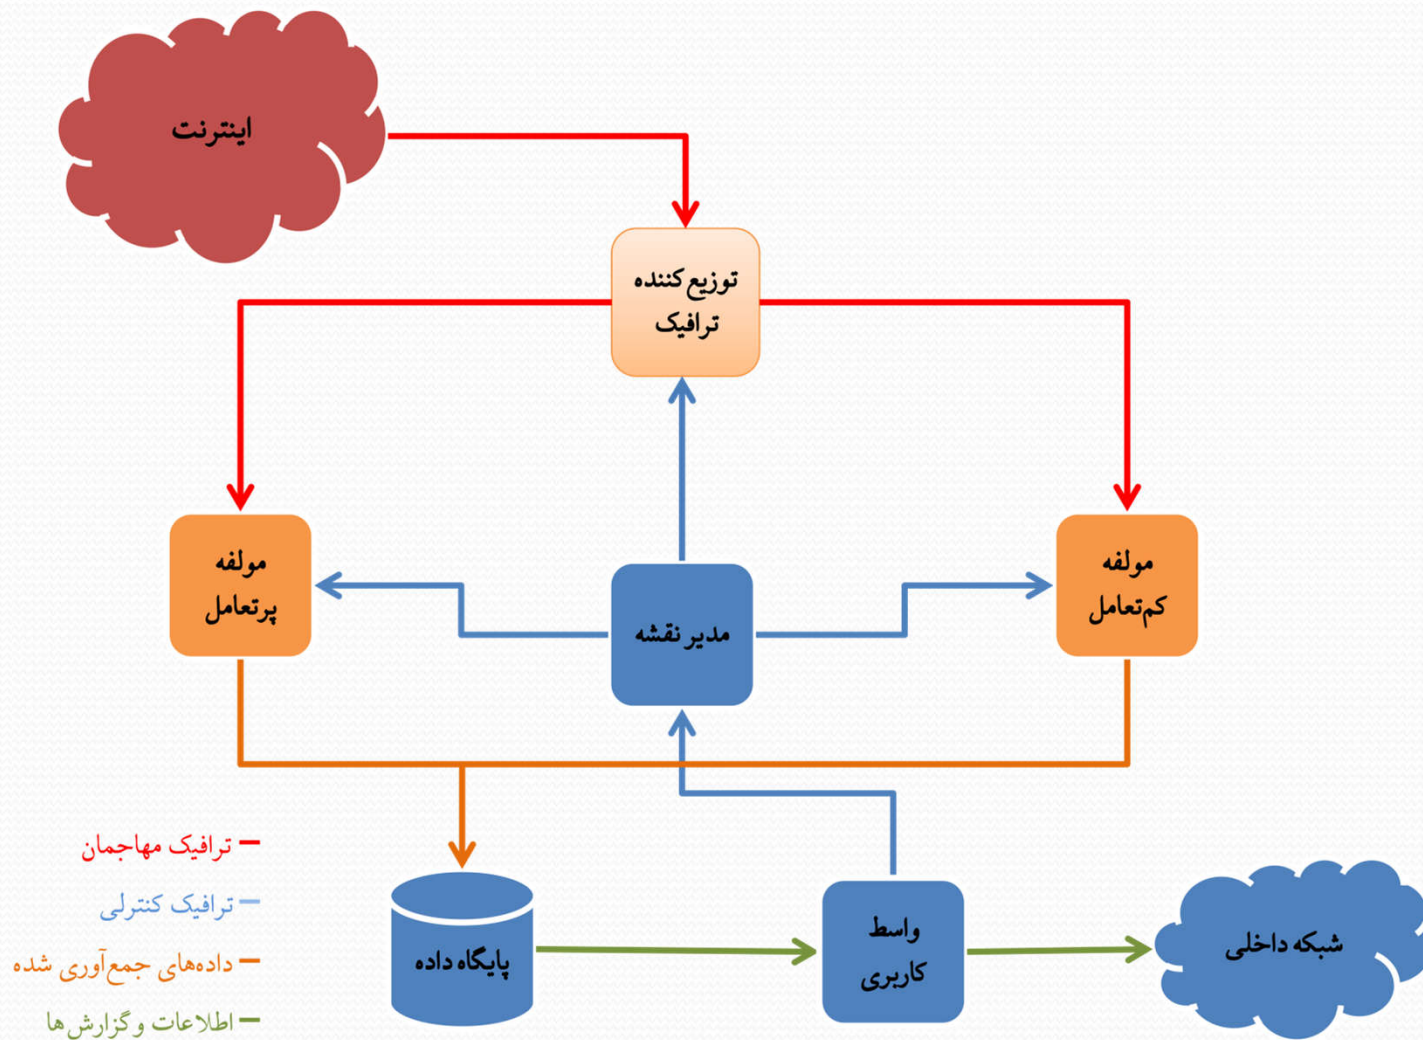 اینترنت
توزیع‌کننده
ترافیک
مولفه
پرتعامل
مدیر نقشه
مولفه
کم‌تعامل
ترافیک مهاجمان
ترافیک کنترلی
داده‌های جمع‌آوری شده
اطلاعات و گزارش‌ها
پایگاه داده
واسط
کاربری
شبکه داخلی